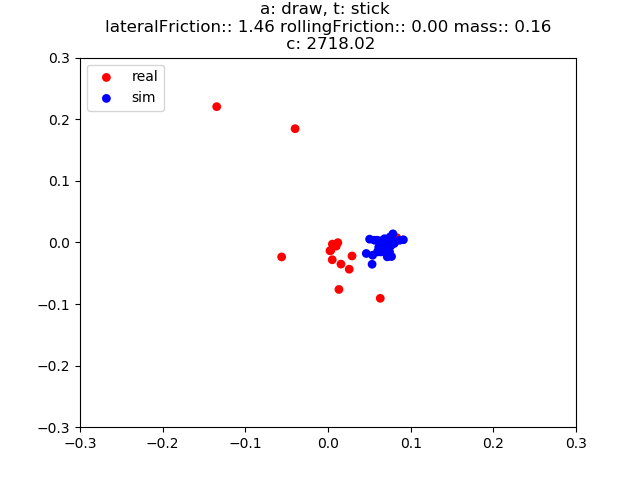 a: draw, t: stick
lateralFriction:: 1.46 rollingFriction:: 0.00 mass:: 0.16
c: 2718.02
real
sim
0.3
0.2
0.1
0.0
−0.1
−0.2
−0.3
−0.3
−0.2
−0.1
0.0
0.1
0.2
0.3